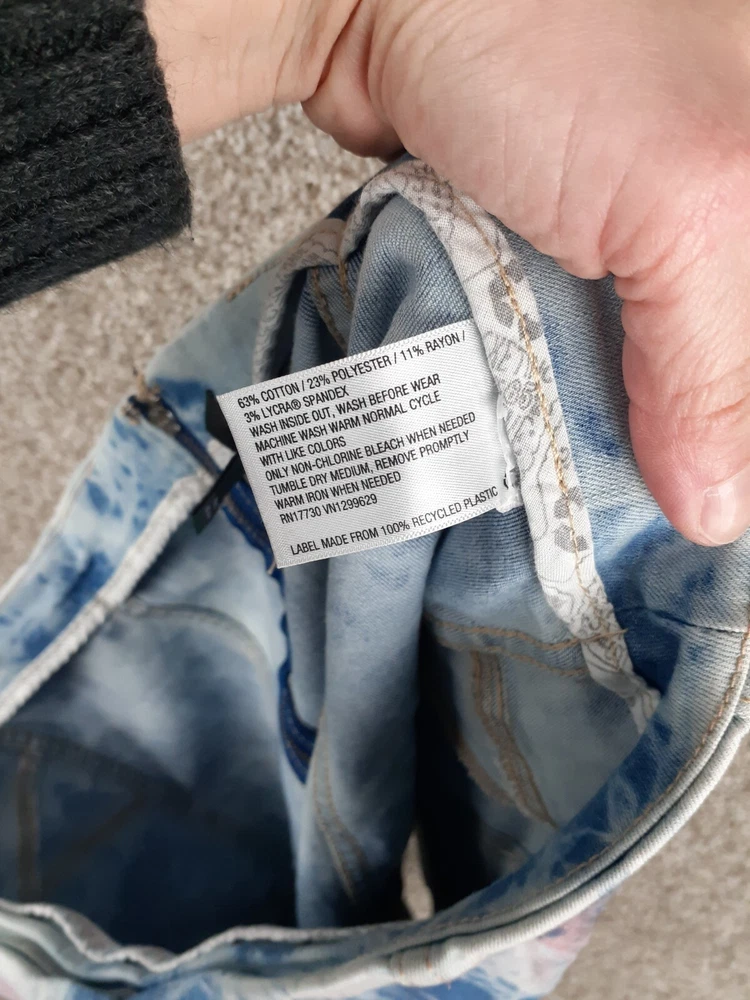 63% COTTON / 23% POLYESTER / 11% RAYON /
3% LYCRA® SPANDEX
WASH INSIDE OUT, WASH BEFORE WEAR
MACHINE WASH WARM NORMAL CYCLE
WITH LIKE COLORS
ONLY NON-CHLORINE BLEACH WHEN NEEDED
TUMBLE DRY MEDIUM, REMOVE PROMPTLY
WARM IRON WHEN NEEDED
RN17730 VN1299629
LABEL MADE FROM 100% RECYCLED PLASTIC